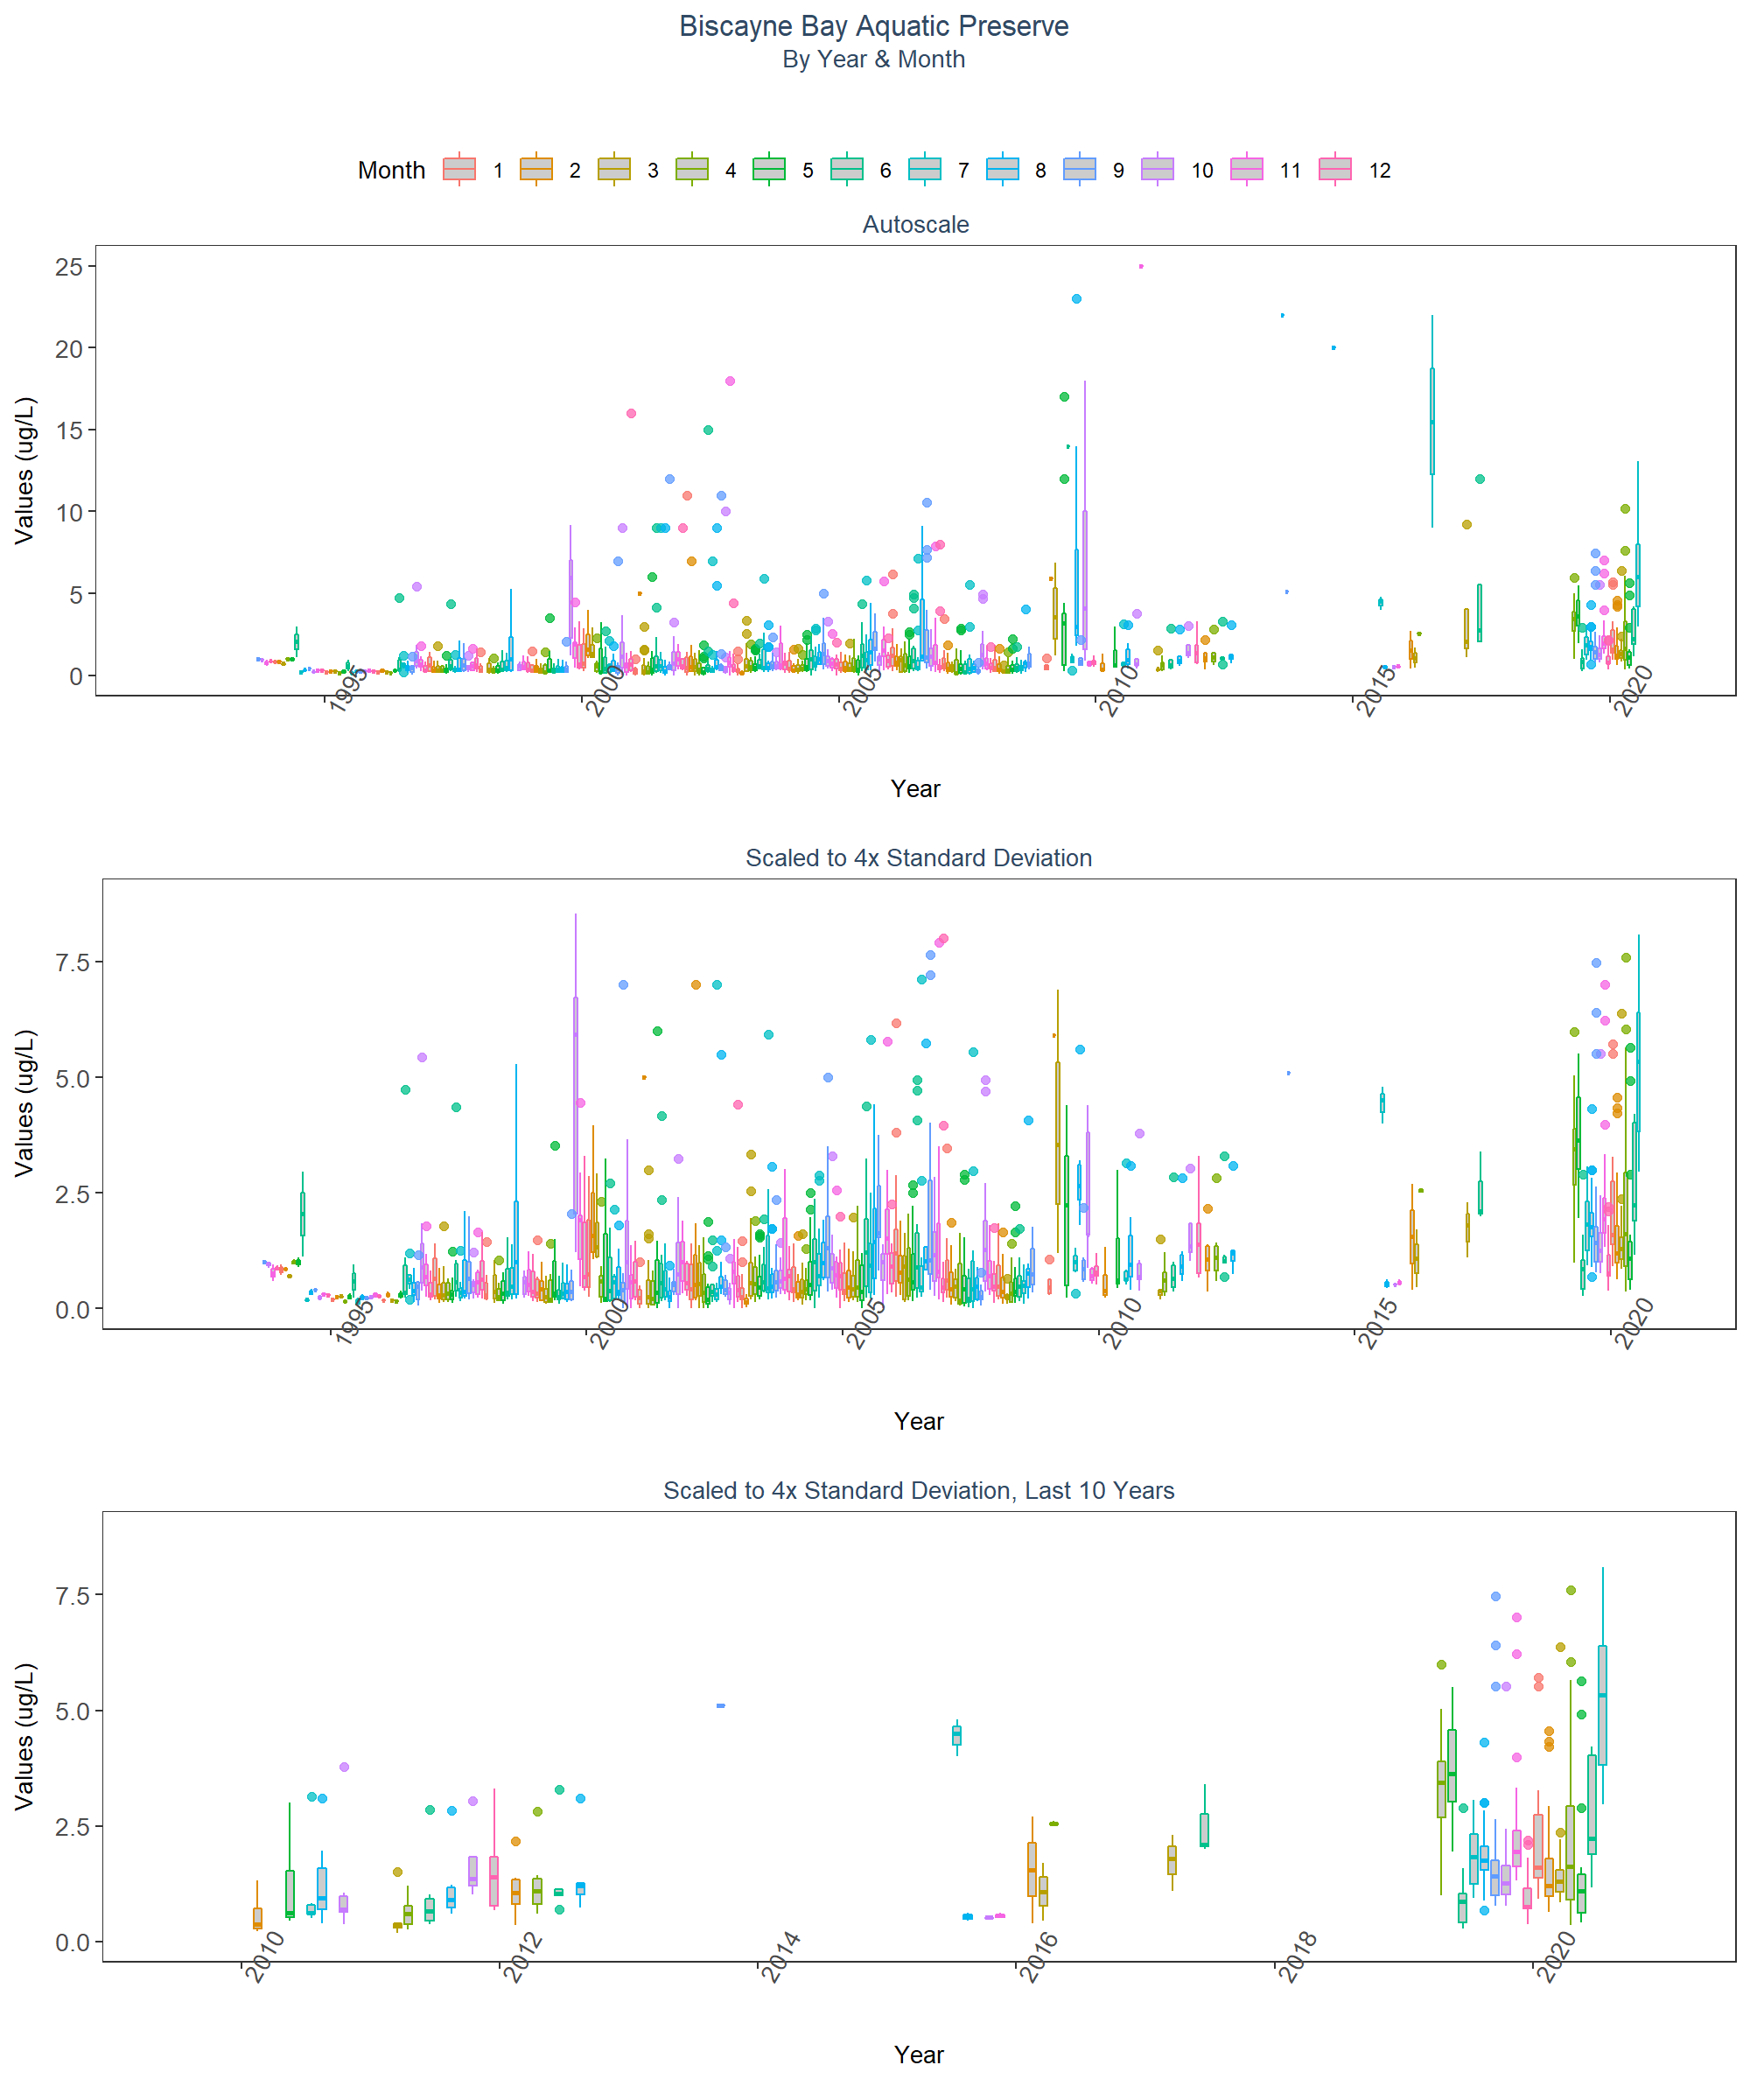 Biscayne Bay Aquatic Preserve
By Year & Month
Month 1 2 3 4 5 6 7 8 9 10 11 12
Autoscale
Values (ug/L)
25
20
15
10
5
0
1995 2000 2005 2010 2015 2020
Year
Scaled to 4x Standard Deviation
Values (ug/L)
7.5
5.0
2.5
0.0
1995 2000 2005 2010 2015 2020
Year
Scaled to 4x Standard Deviation, Last 10 Years
Values (ug/L)
7.5
5.0
2.5
0.0
2010 2012 2014 2016 2018 2020
Year